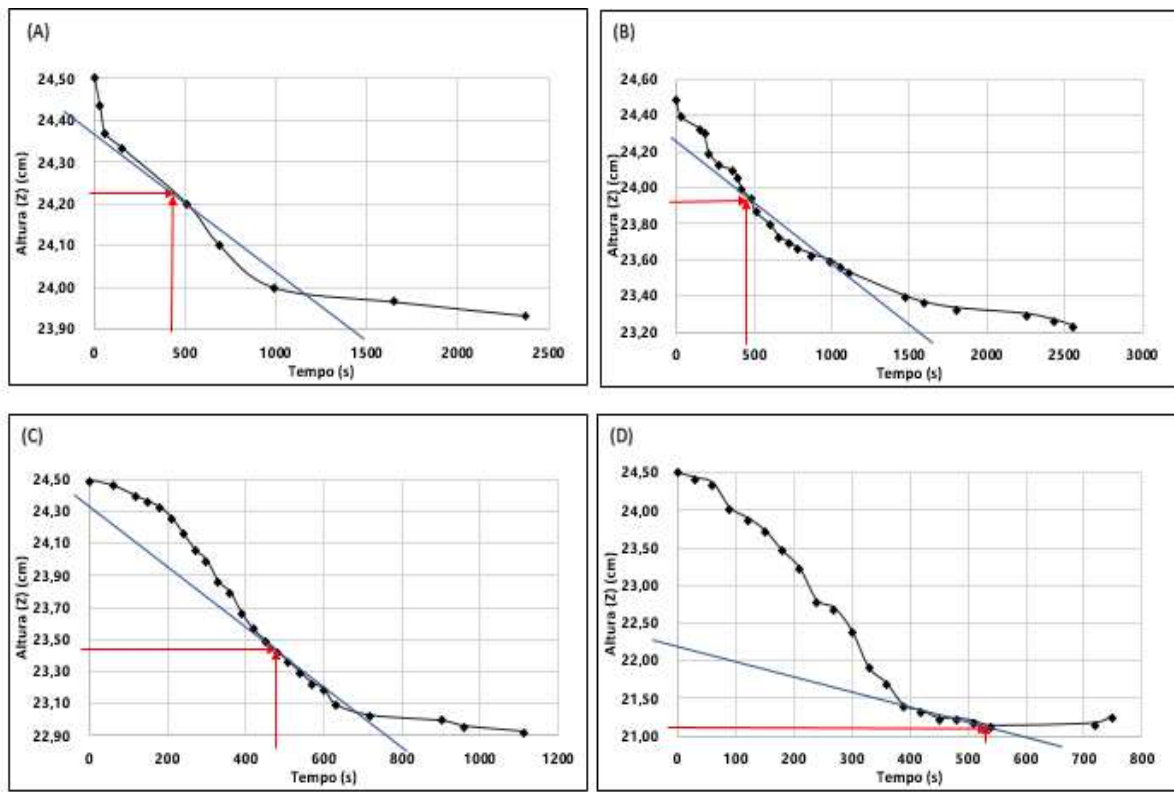 (A)
Altura (Z) (cm)
24,50
24,40
24,30
24,20
24,10
24,00
23,90
0 500 1000 1500 2000 2500
Tempo (s)
(B)
Altura (Z) (cm)
24,60
24,40
24,20
24,00
23,80
23,60
23,40
23,20
0 500 1000 1500 2000 2500 3000
Tempo (s)
(C)
Altura (Z) (cm)
24,50
24,30
24,10
23,90
23,70
23,50
23,30
23,10
22,90
0 200 400 600 800 1000 1200
Tempo (s)
(D)
Altura (Z) (cm)
24,50
24,00
23,50
23,00
22,50
22,00
21,50
21,00
0 100 200 300 400 500 600 700 800
Tempo (s)